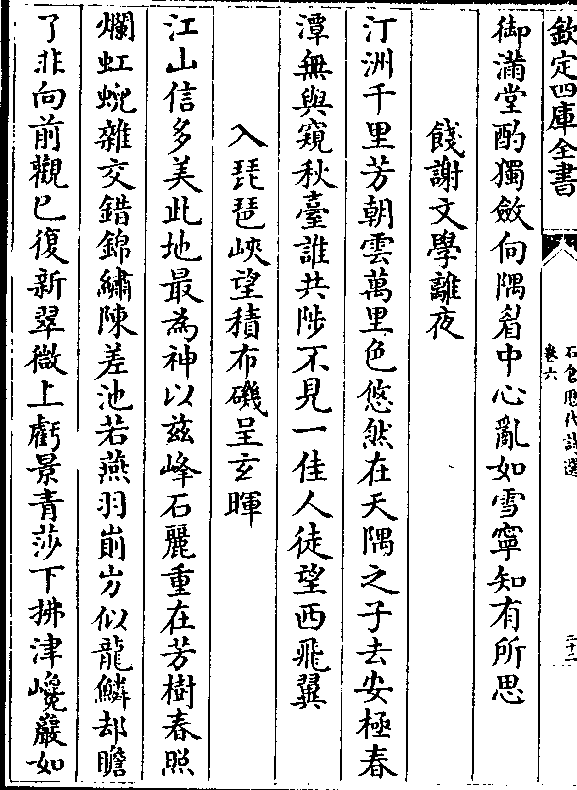 欽定四庫全書
石倉歴代詩選
卷六
三十二
御滿堂酌獨斂向隅眉中心亂如雪寧知有所思
餞謝文學離夜
汀洲千里芳朝雲萬里色悠然在天隅之子去安極春
潭無與窺秋臺誰共陟不見一佳人徒望西飛翼
入琵琶峽望積布磯呈玄暉
江山信多美此地最為神以兹峰石麗重在芳樹春照
爛虹蜺雜交錯錦繡陳差池若燕羽崱屴似龍鱗却瞻
了非向前觀已復新翠微上虧景青莎下拂津巉巖如